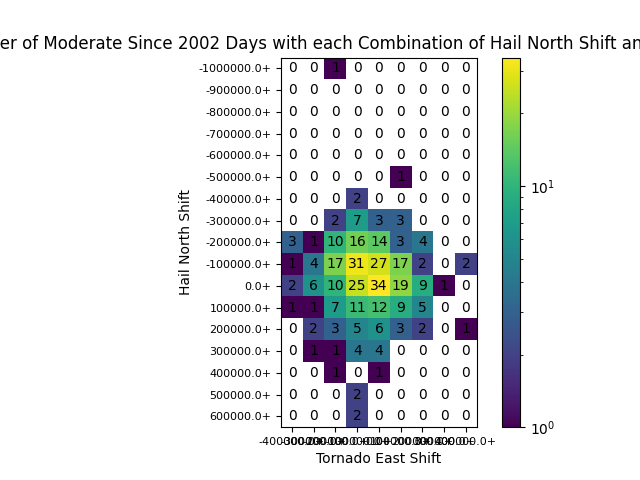 er of Moderate Since 2002 Days with each Combination of Hail North Shift an
-1000000.0+ 0 0 1 0 0 0 0 0 0
-900000.0+ 0 0 0 0 0 0 0 0 0
-800000.0+ 0 0 0 0 0 0 0 0 0
-700000.0+ 0 0 0 0 0 0 0 0 0
-600000.0+ 0 0 0 0 0 0 0 0 0
-500000.0+ 0 0 0 0 0 1 0 0 0
-400000.0+ 0 0 0 2 0 0 0 0 0
-300000.0+ 0 0 2 7 3 3 0 0 0
-200000.0+ 3 1 10 16 14 3 4 0 0
-100000.0+ 1 4 17 31 27 17 2 0 2
0.0+ 2 6 10 25 34 19 9 1 0
100000.0+ 1 1 7 11 12 9 5 0 0
200000.0+ 0 2 3 5 6 3 2 0 1
300000.0+ 0 1 1 4 4 0 0 0 0
400000.0+ 0 0 1 0 1 0 0 0 0
500000.0+ 0 0 0 2 0 0 0 0 0
600000.0+ 0 0 0 2 0 0 0 0 0
Hail North Shift
Tornado East Shift
10¹
10⁰